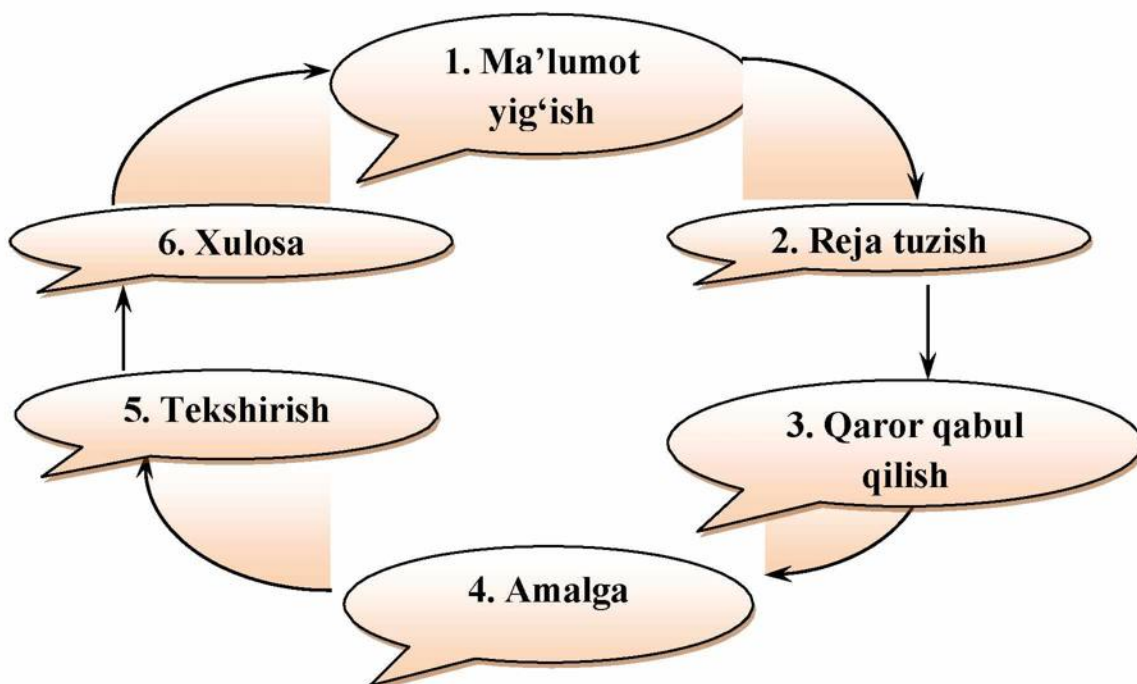 1. Ma’lumot
yig‘ish
2. Reja tuzish
3. Qaror qabul
qilish
4. Amalga
5. Tekshirish
6. Xulosa